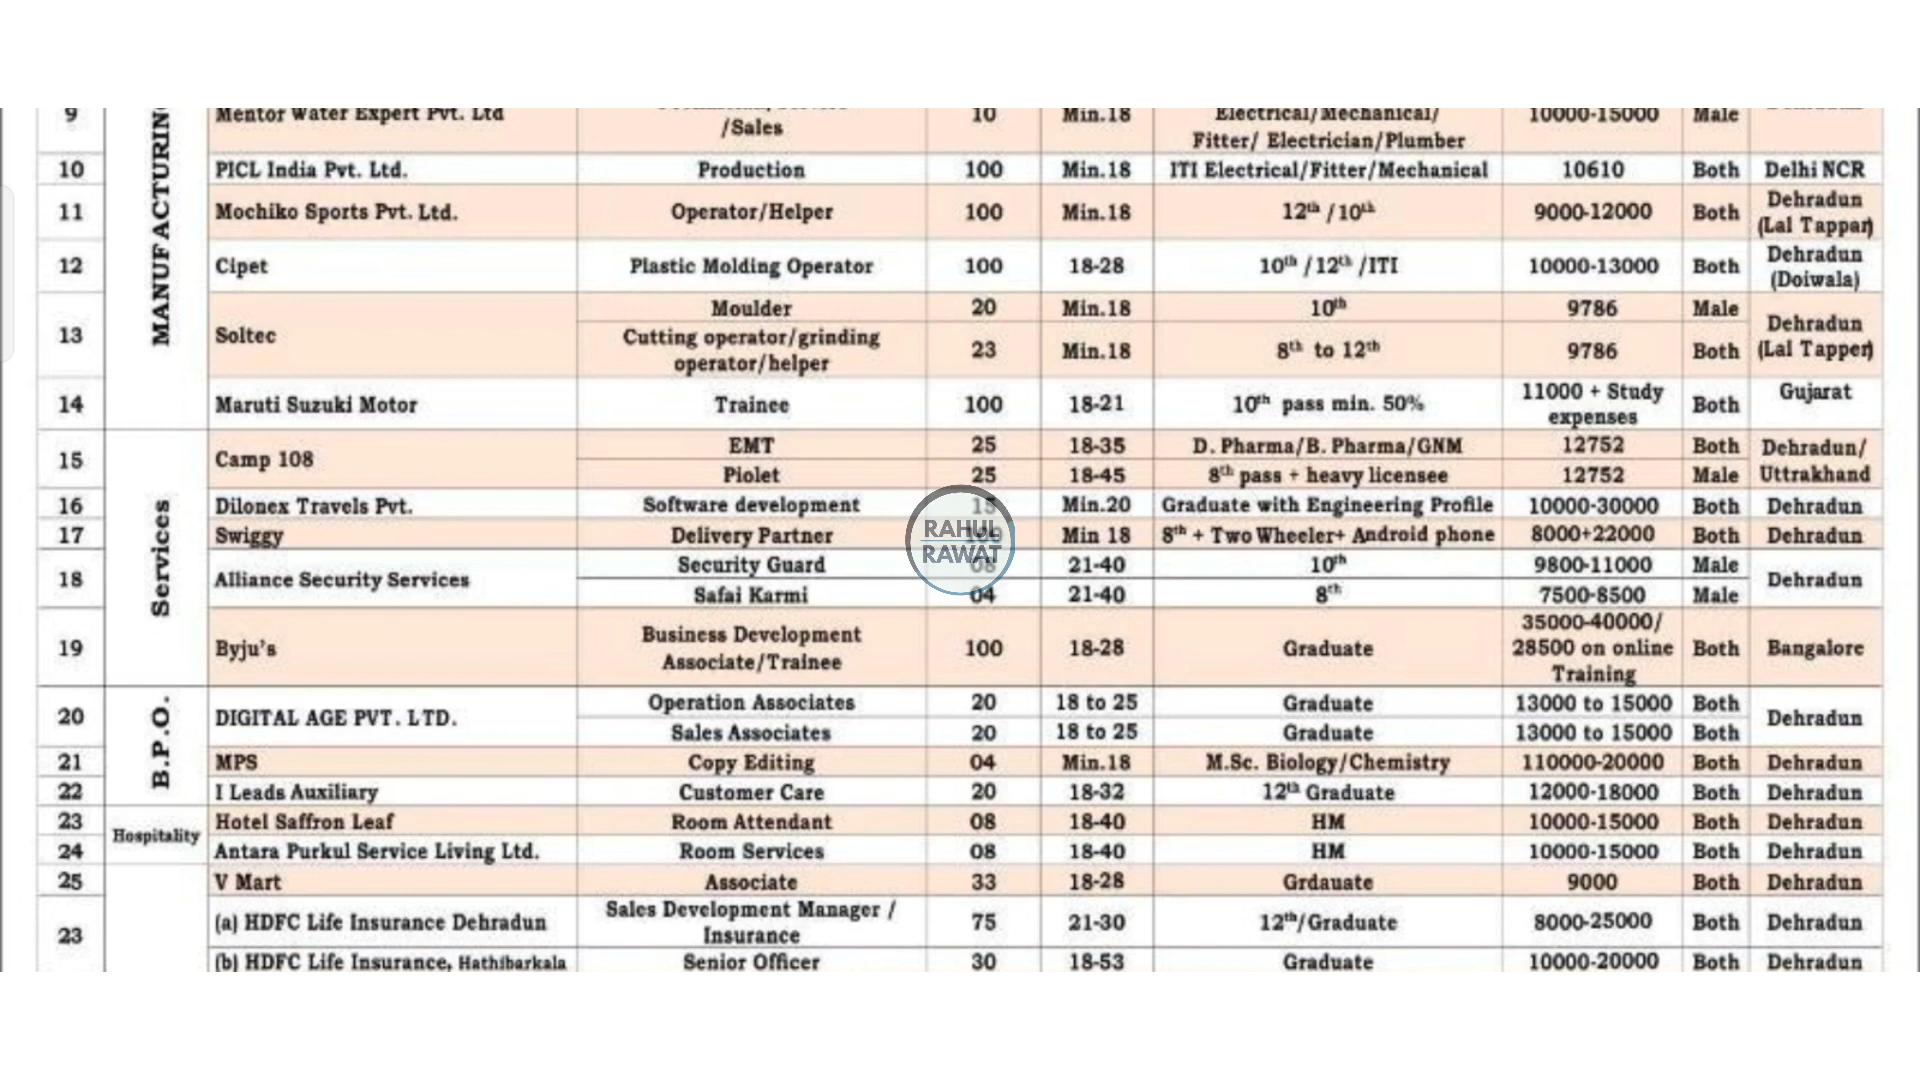 9 Mentor Water Expert Pvt. Ltd /Sales 10 Min.18 Electrical/Mechanical/ Fitter/ Electrician/Plumber 10000-15000 Male
10 PICL India Pvt. Ltd. Production 100 Min.18 ITI Electrical/Fitter/Mechanical 10610 Both Delhi NCR
11 Mochiko Sports Pvt. Ltd. Operator/Helper 100 Min.18 12th /10th 9000-12000 Both Dehradun (Lal Tappar)
12 Cipet Plastic Molding Operator 100 18-28 10th /12th /ITI 10000-13000 Both Dehradun (Doiwala)
13 Soltec Moulder 20 Min.18 10th 9786 Male Dehradun (Lal Tapper)
Cutting operator/grinding operator/helper 23 Min.18 8th to 12th 9786 Both
14 Maruti Suzuki Motor Trainee 100 18-21 10th pass min. 50% 11000 + Study expenses Both Gujarat
Services
15 Camp 108 EMT 25 18-35 D. Pharma/B. Pharma/GNM 12752 Both Dehradun/ Uttrakhand
Piolet 25 18-45 8th pass + heavy licensee 12752 Male
16 Dilonex Travels Pvt. Software development 15 Min.20 Graduate with Engineering Profile 10000-30000 Both Dehradun
17 Swiggy Delivery Partner 100 Min 18 8th + Two Wheeler+ Android phone 8000+22000 Both Dehradun
RAHUL
RAWAT
18 Alliance Security Services Security Guard 08 21-40 10th 9800-11000 Male Dehradun
Safai Karmi 04 21-40 8th 7500-8500 Male
19 Byju's Business Development Associate/Trainee 100 18-28 Graduate 35000-40000/ 28500 on online Training Both Bangalore
B.P.O.
20 DIGITAL AGE PVT. LTD. Operation Associates 20 18 to 25 Graduate 13000 to 15000 Both Dehradun
Sales Associates 20 18 to 25 Graduate 13000 to 15000 Both
21 MPS Copy Editing 04 Min.18 M.Sc. Biology/Chemistry 110000-20000 Both Dehradun
22 I Leads Auxiliary Customer Care 20 18-32 12th Graduate 12000-18000 Both Dehradun
Hospitality
23 Hotel Saffron Leaf Room Attendant 08 18-40 HM 10000-15000 Both Dehradun
24 Antara Purkul Service Living Ltd. Room Services 08 18-40 HM 10000-15000 Both Dehradun
25 V Mart Associate 33 18-28 Grdauate 9000 Both Dehradun
23 (a) HDFC Life Insurance Dehradun Sales Development Manager / Insurance 75 21-30 12th/Graduate 8000-25000 Both Dehradun
(b) HDFC Life Insurance, Hathibarkala Senior Officer 30 18-53 Graduate 10000-20000 Both Dehradun